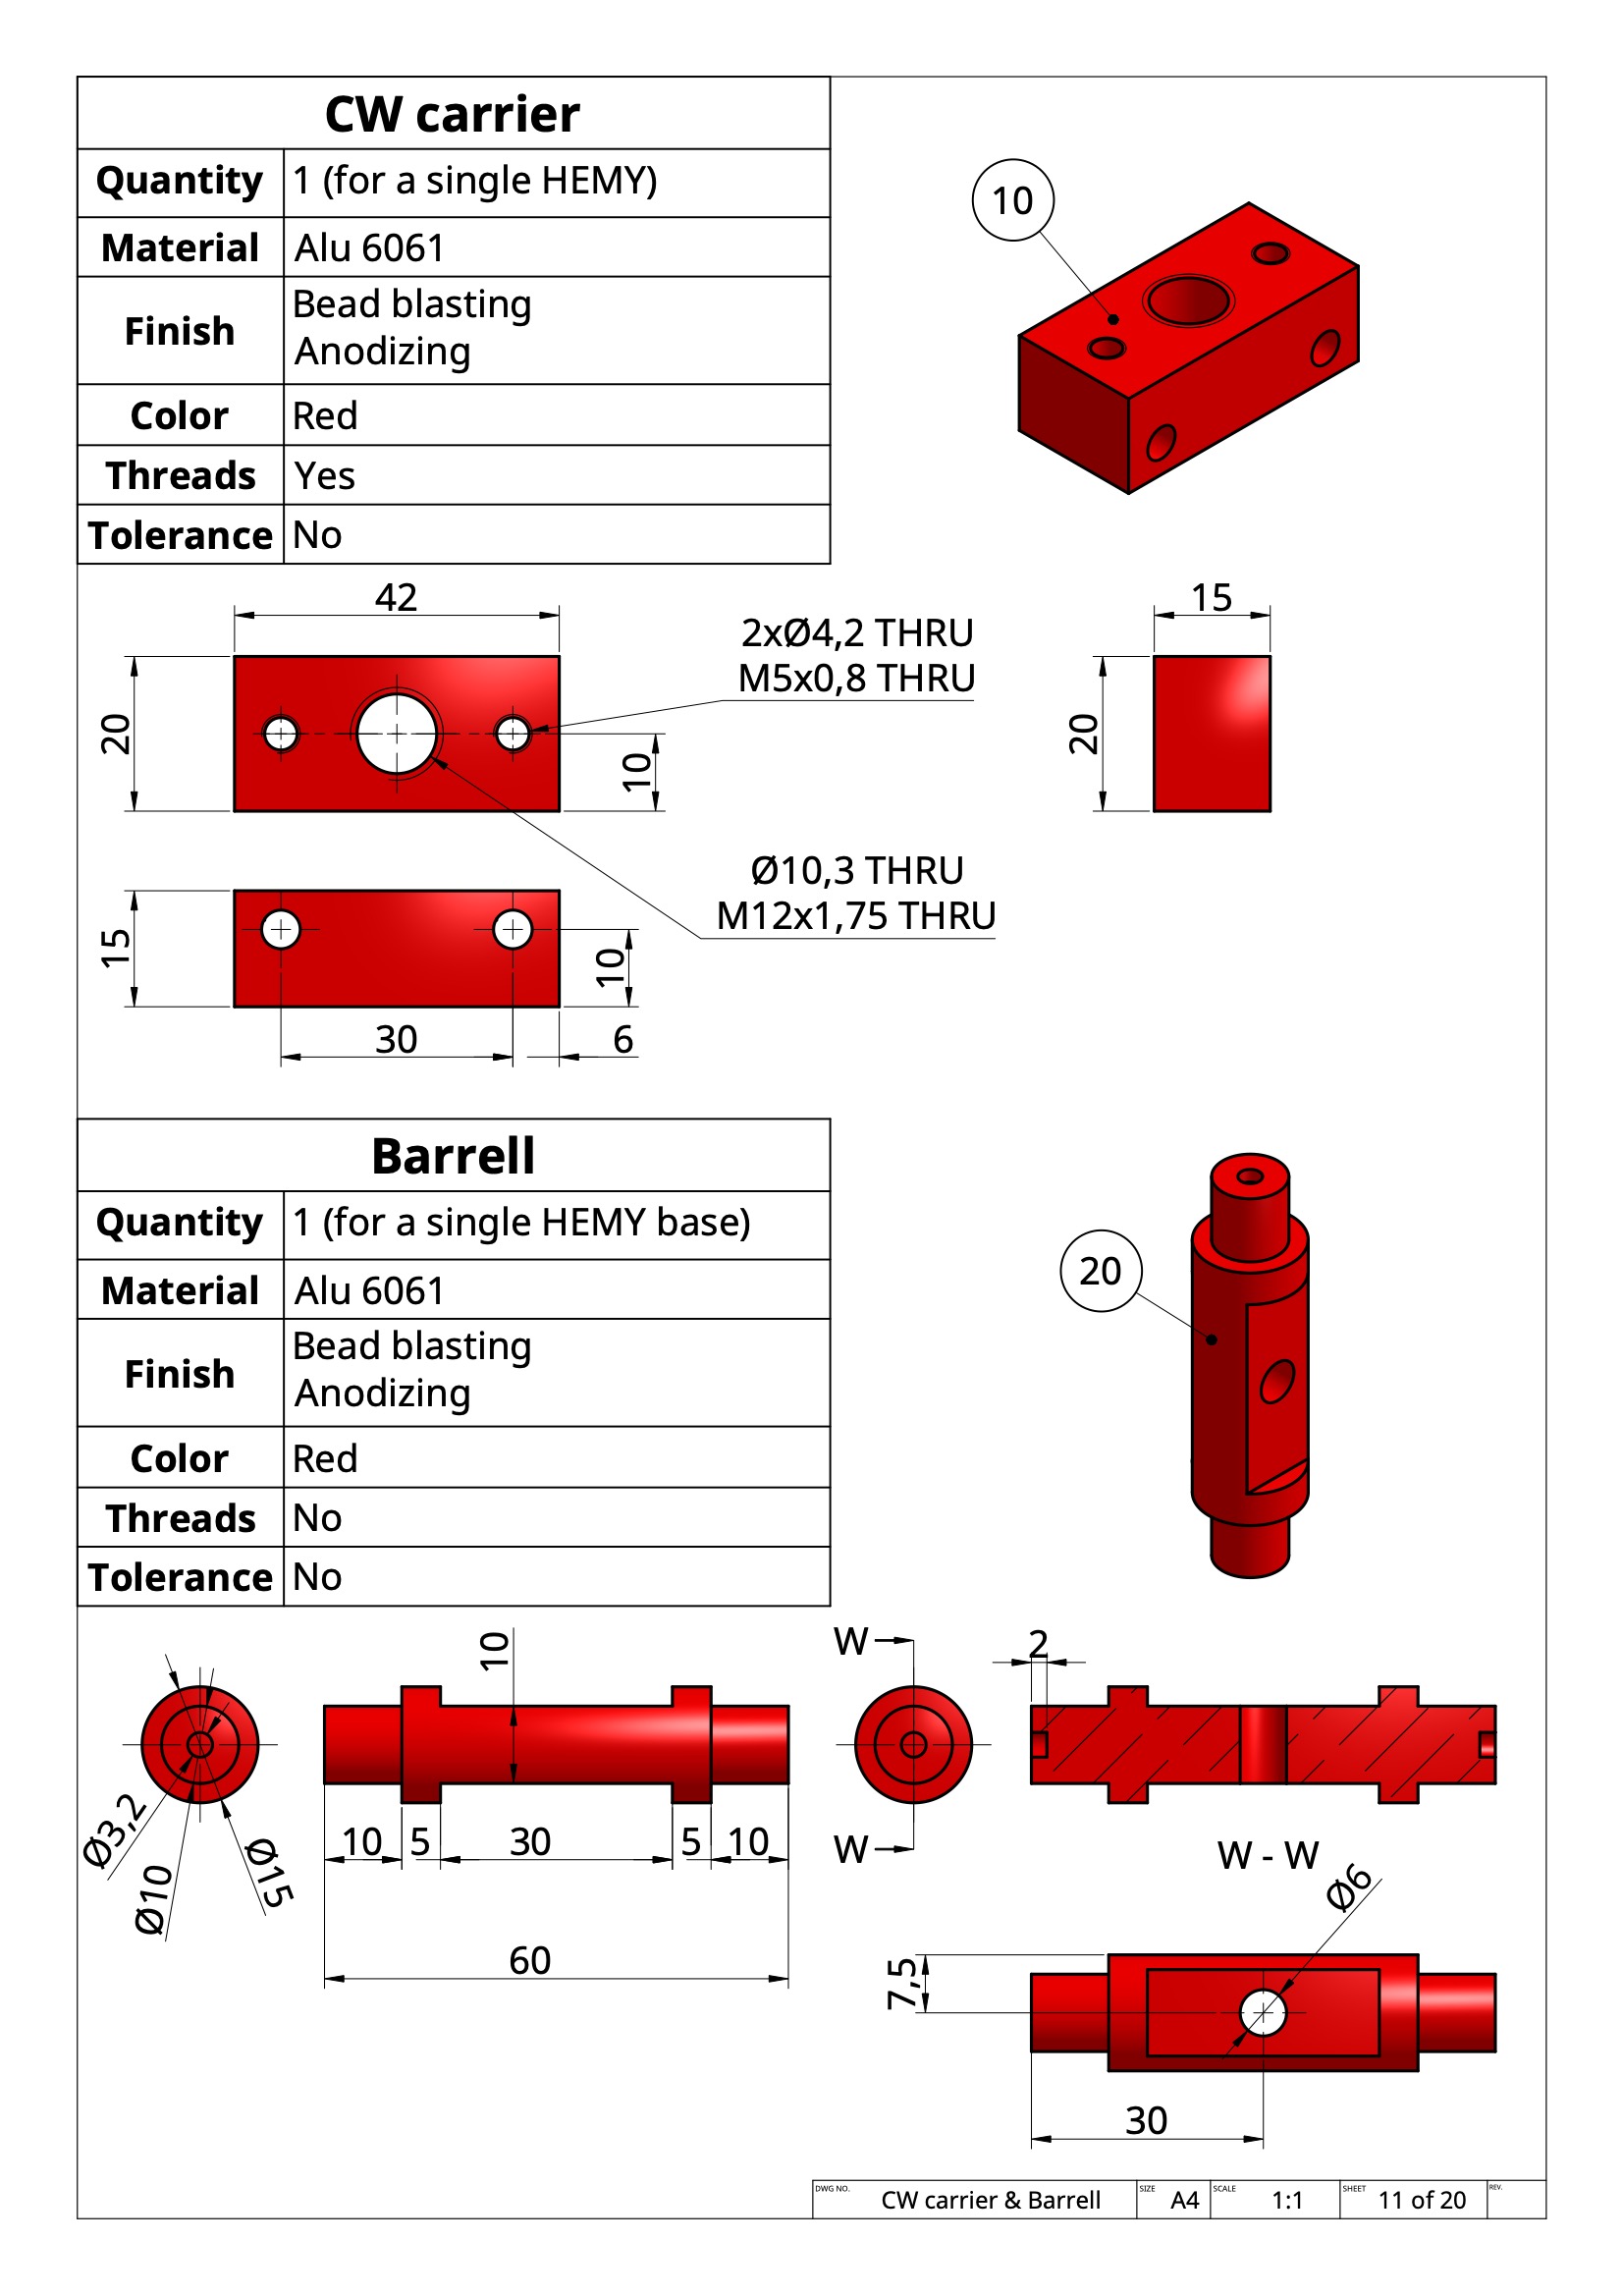 CW carrier
Quantity 1 (for a single HEMY)
Material Alu 6061
Finish Bead blasting
Anodizing
Color Red
Threads Yes
Tolerance No
10
42
20
2xØ4,2 THRU
M5x0,8 THRU
10
15
20
Ø10,3 THRU
M12x1,75 THRU
15
10
30
6
Barrell
Quantity 1 (for a single HEMY base)
Material Alu 6061
Finish Bead blasting
Anodizing
Color Red
Threads No
Tolerance No
20
Ø3,2
Ø10
Ø15
10
10 5 30 5 10
60
W
W
2
W - W
Ø6
7,5
30
DWG NO. CW carrier & Barrell SIZE A4 SCALE 1:1 SHEET 11 of 20 REV.